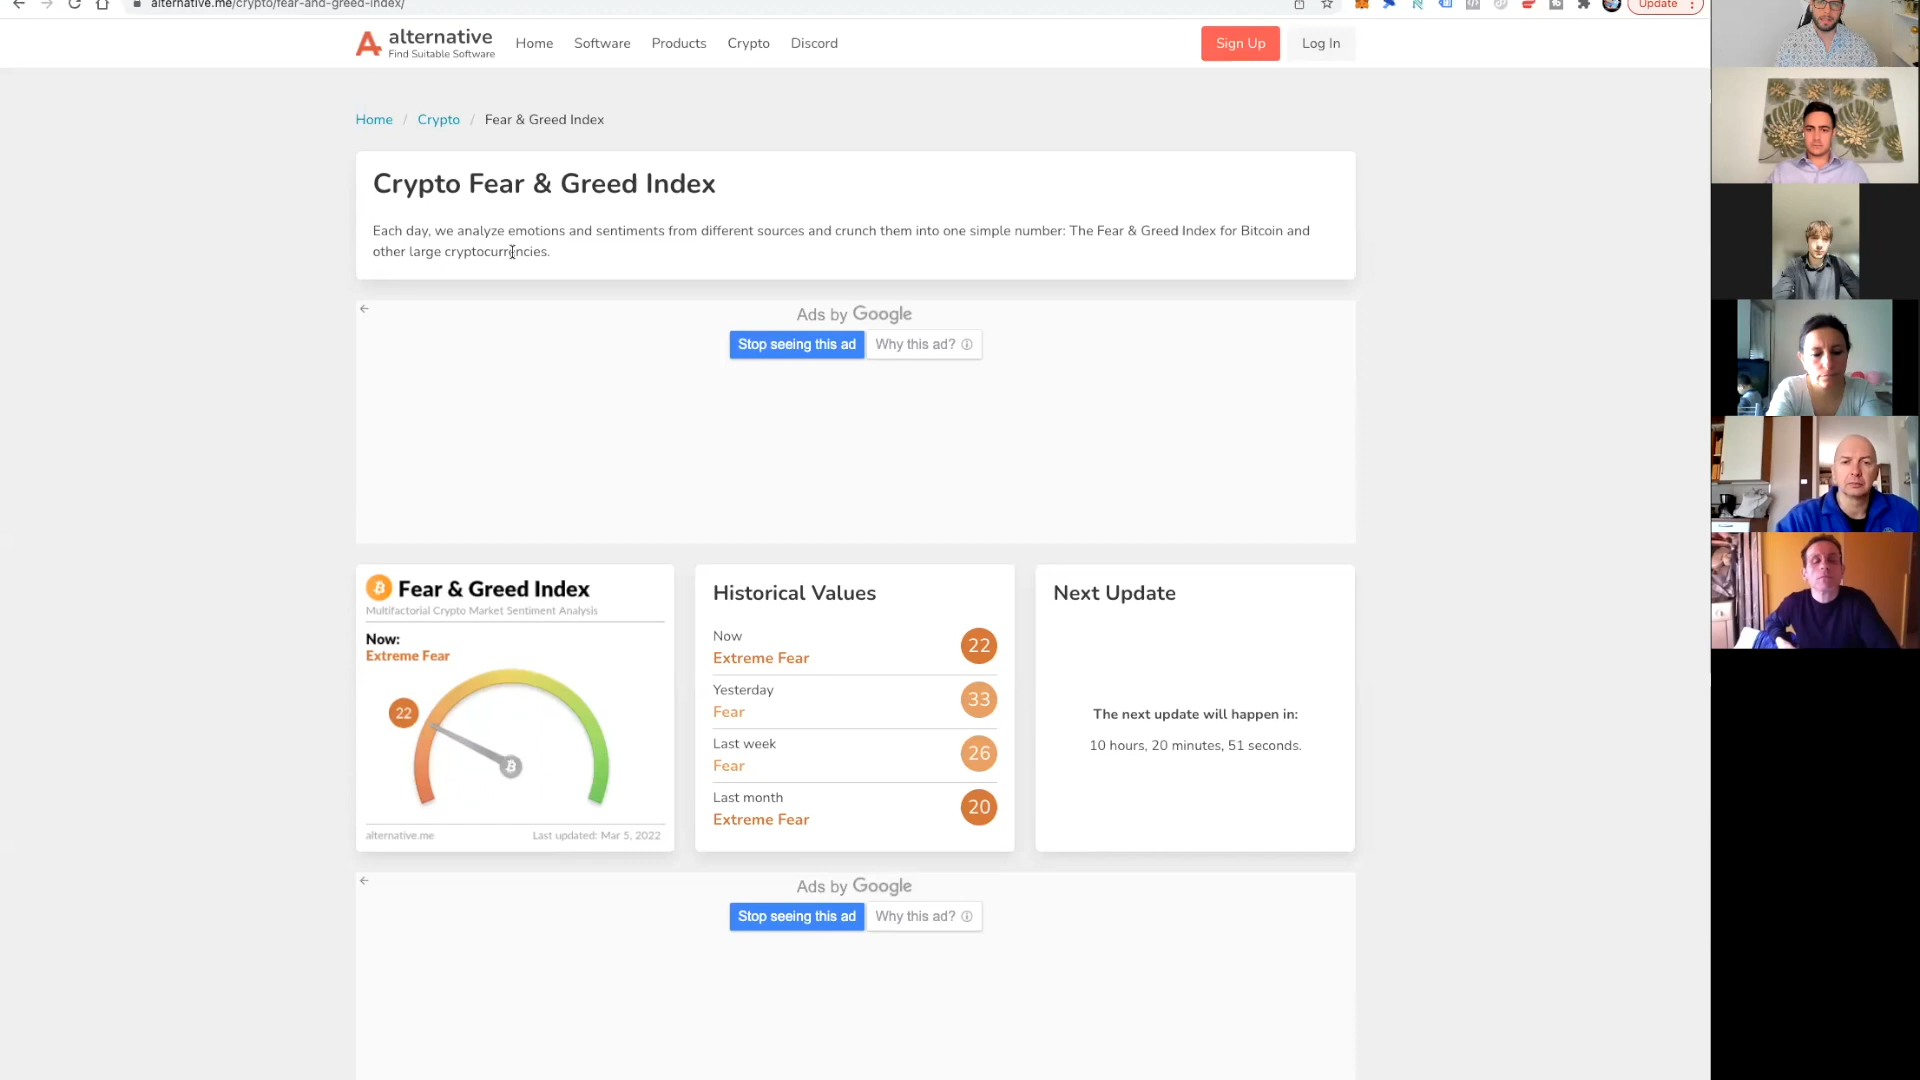 alternative.me/crypto/fear-and-greed-index/
Update
alternative
Find Suitable Software
Home
Software
Products
Crypto
Discord
Sign Up
Log In
Home / Crypto / Fear & Greed Index
Crypto Fear & Greed Index
Each day, we analyze emotions and sentiments from different sources and crunch them into one simple number: The Fear & Greed Index for Bitcoin and
other large cryptocurrencies.
Ads by Google
Stop seeing this ad
Why this ad?
Fear & Greed Index
Multifactorial Crypto Market Sentiment Analysis
Now:
Extreme Fear
22
alternative.me
Last updated: Mar 5, 2022
Historical Values
Now
Extreme Fear
22
Yesterday
Fear
33
Last week
Fear
26
Last month
Extreme Fear
20
Next Update
The next update will happen in:
10 hours, 20 minutes, 51 seconds.
Ads by Google
Stop seeing this ad
Why this ad?